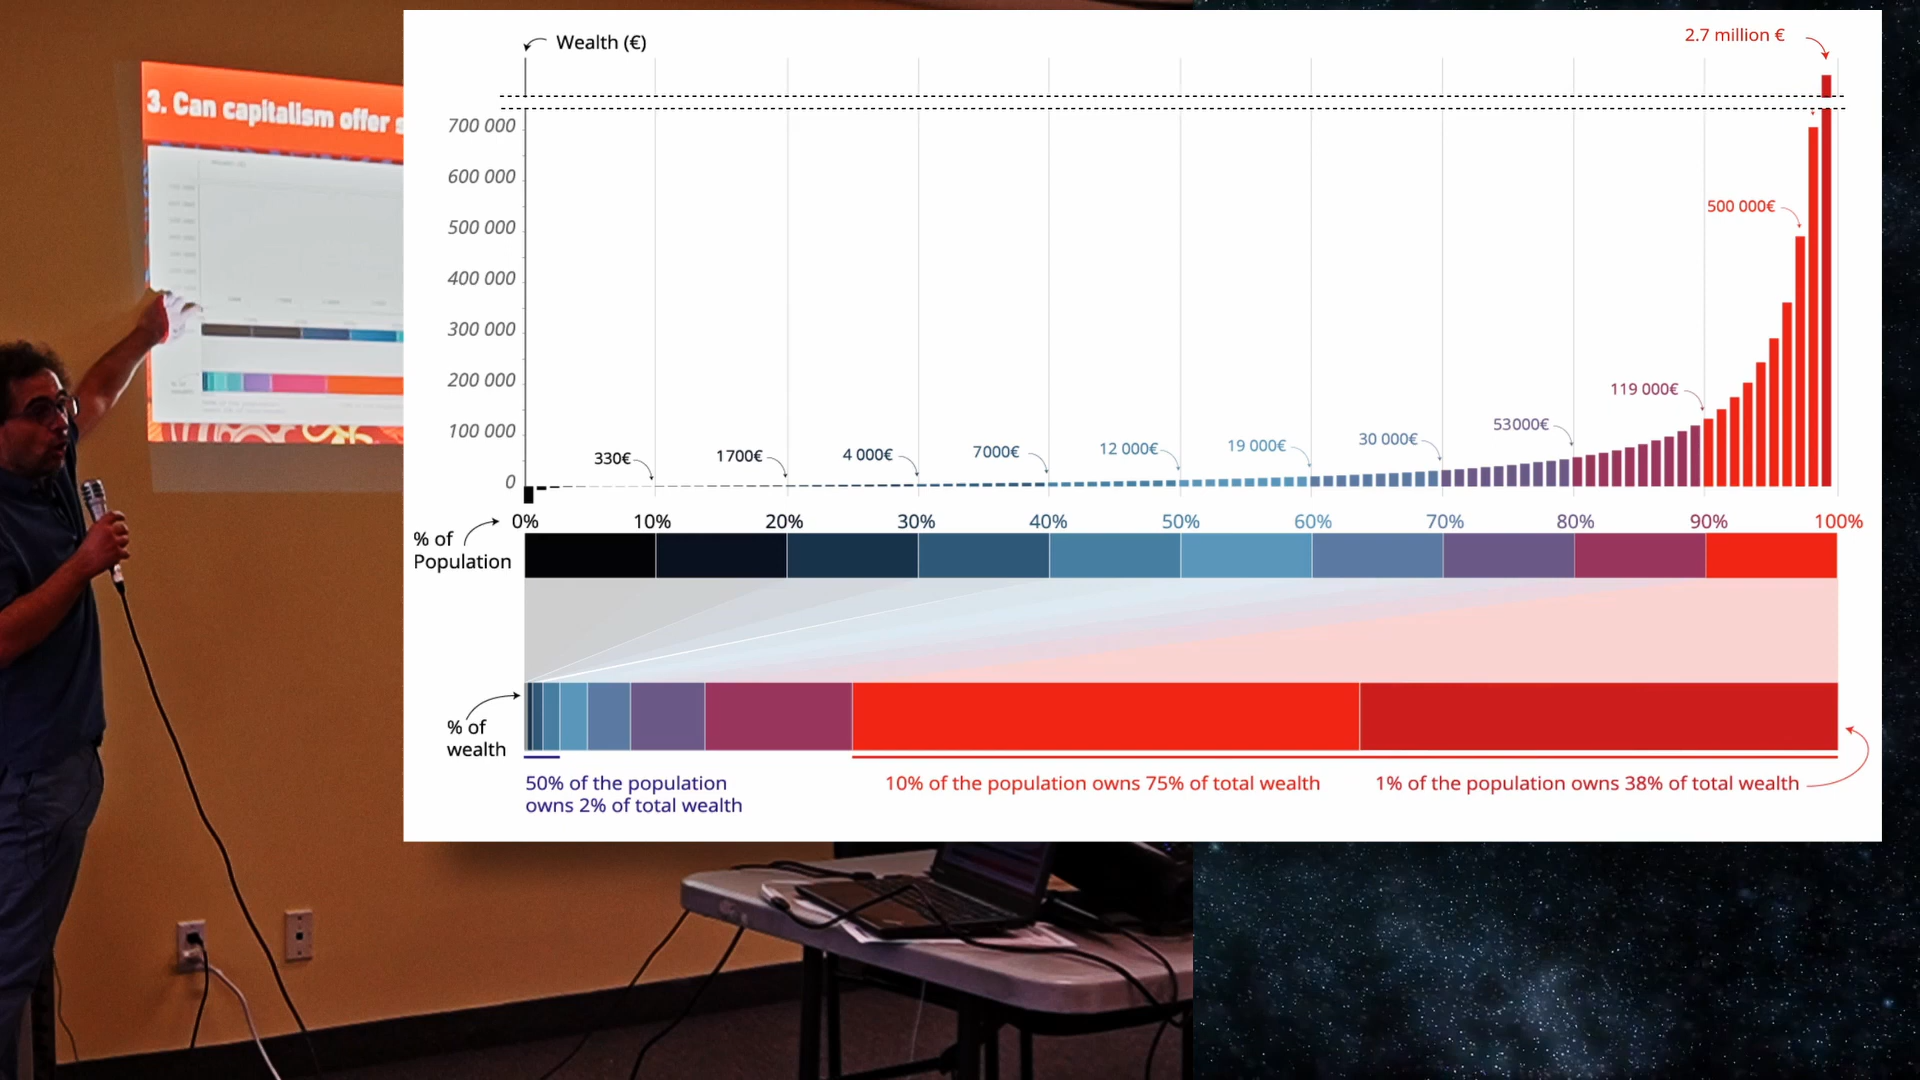 3. Can capitalism offer
Wealth (€)
2.7 million €
700 000
600 000
500 000
500 000€
400 000
300 000
200 000
119 000€
100 000
53000€
30 000€
19 000€
12 000€
7000€
4 000€
1700€
330€
0
0% 10% 20% 30% 40% 50% 60% 70% 80% 90% 100%
% of
Population
% of
wealth
50% of the population
owns 2% of total wealth
10% of the population owns 75% of total wealth
1% of the population owns 38% of total wealth